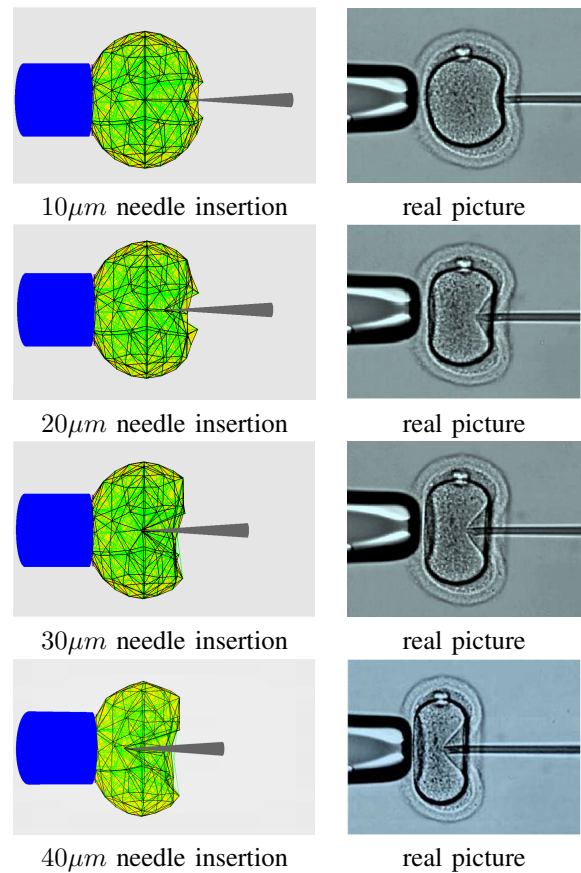 10μm needle insertion
real picture
20μm needle insertion
real picture
30μm needle insertion
real picture
40μm needle insertion
real picture